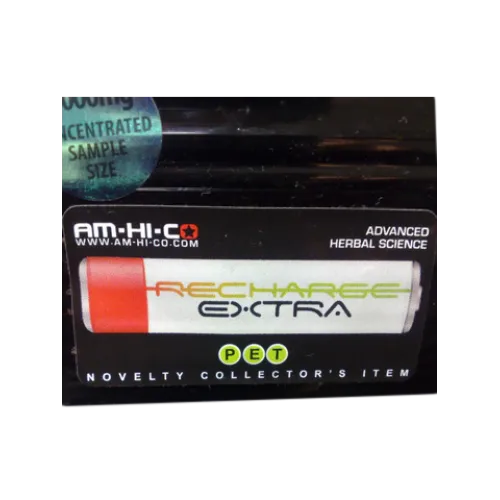 NCENTRATED
SAMPLE
SIZE
AM-HI-CO
WWW.AM-HI-CO.COM
ADVANCED
HERBAL SCIENCE
RECHARGE
EXTRA
PET
NOVELTY COLLECTOR'S ITEM